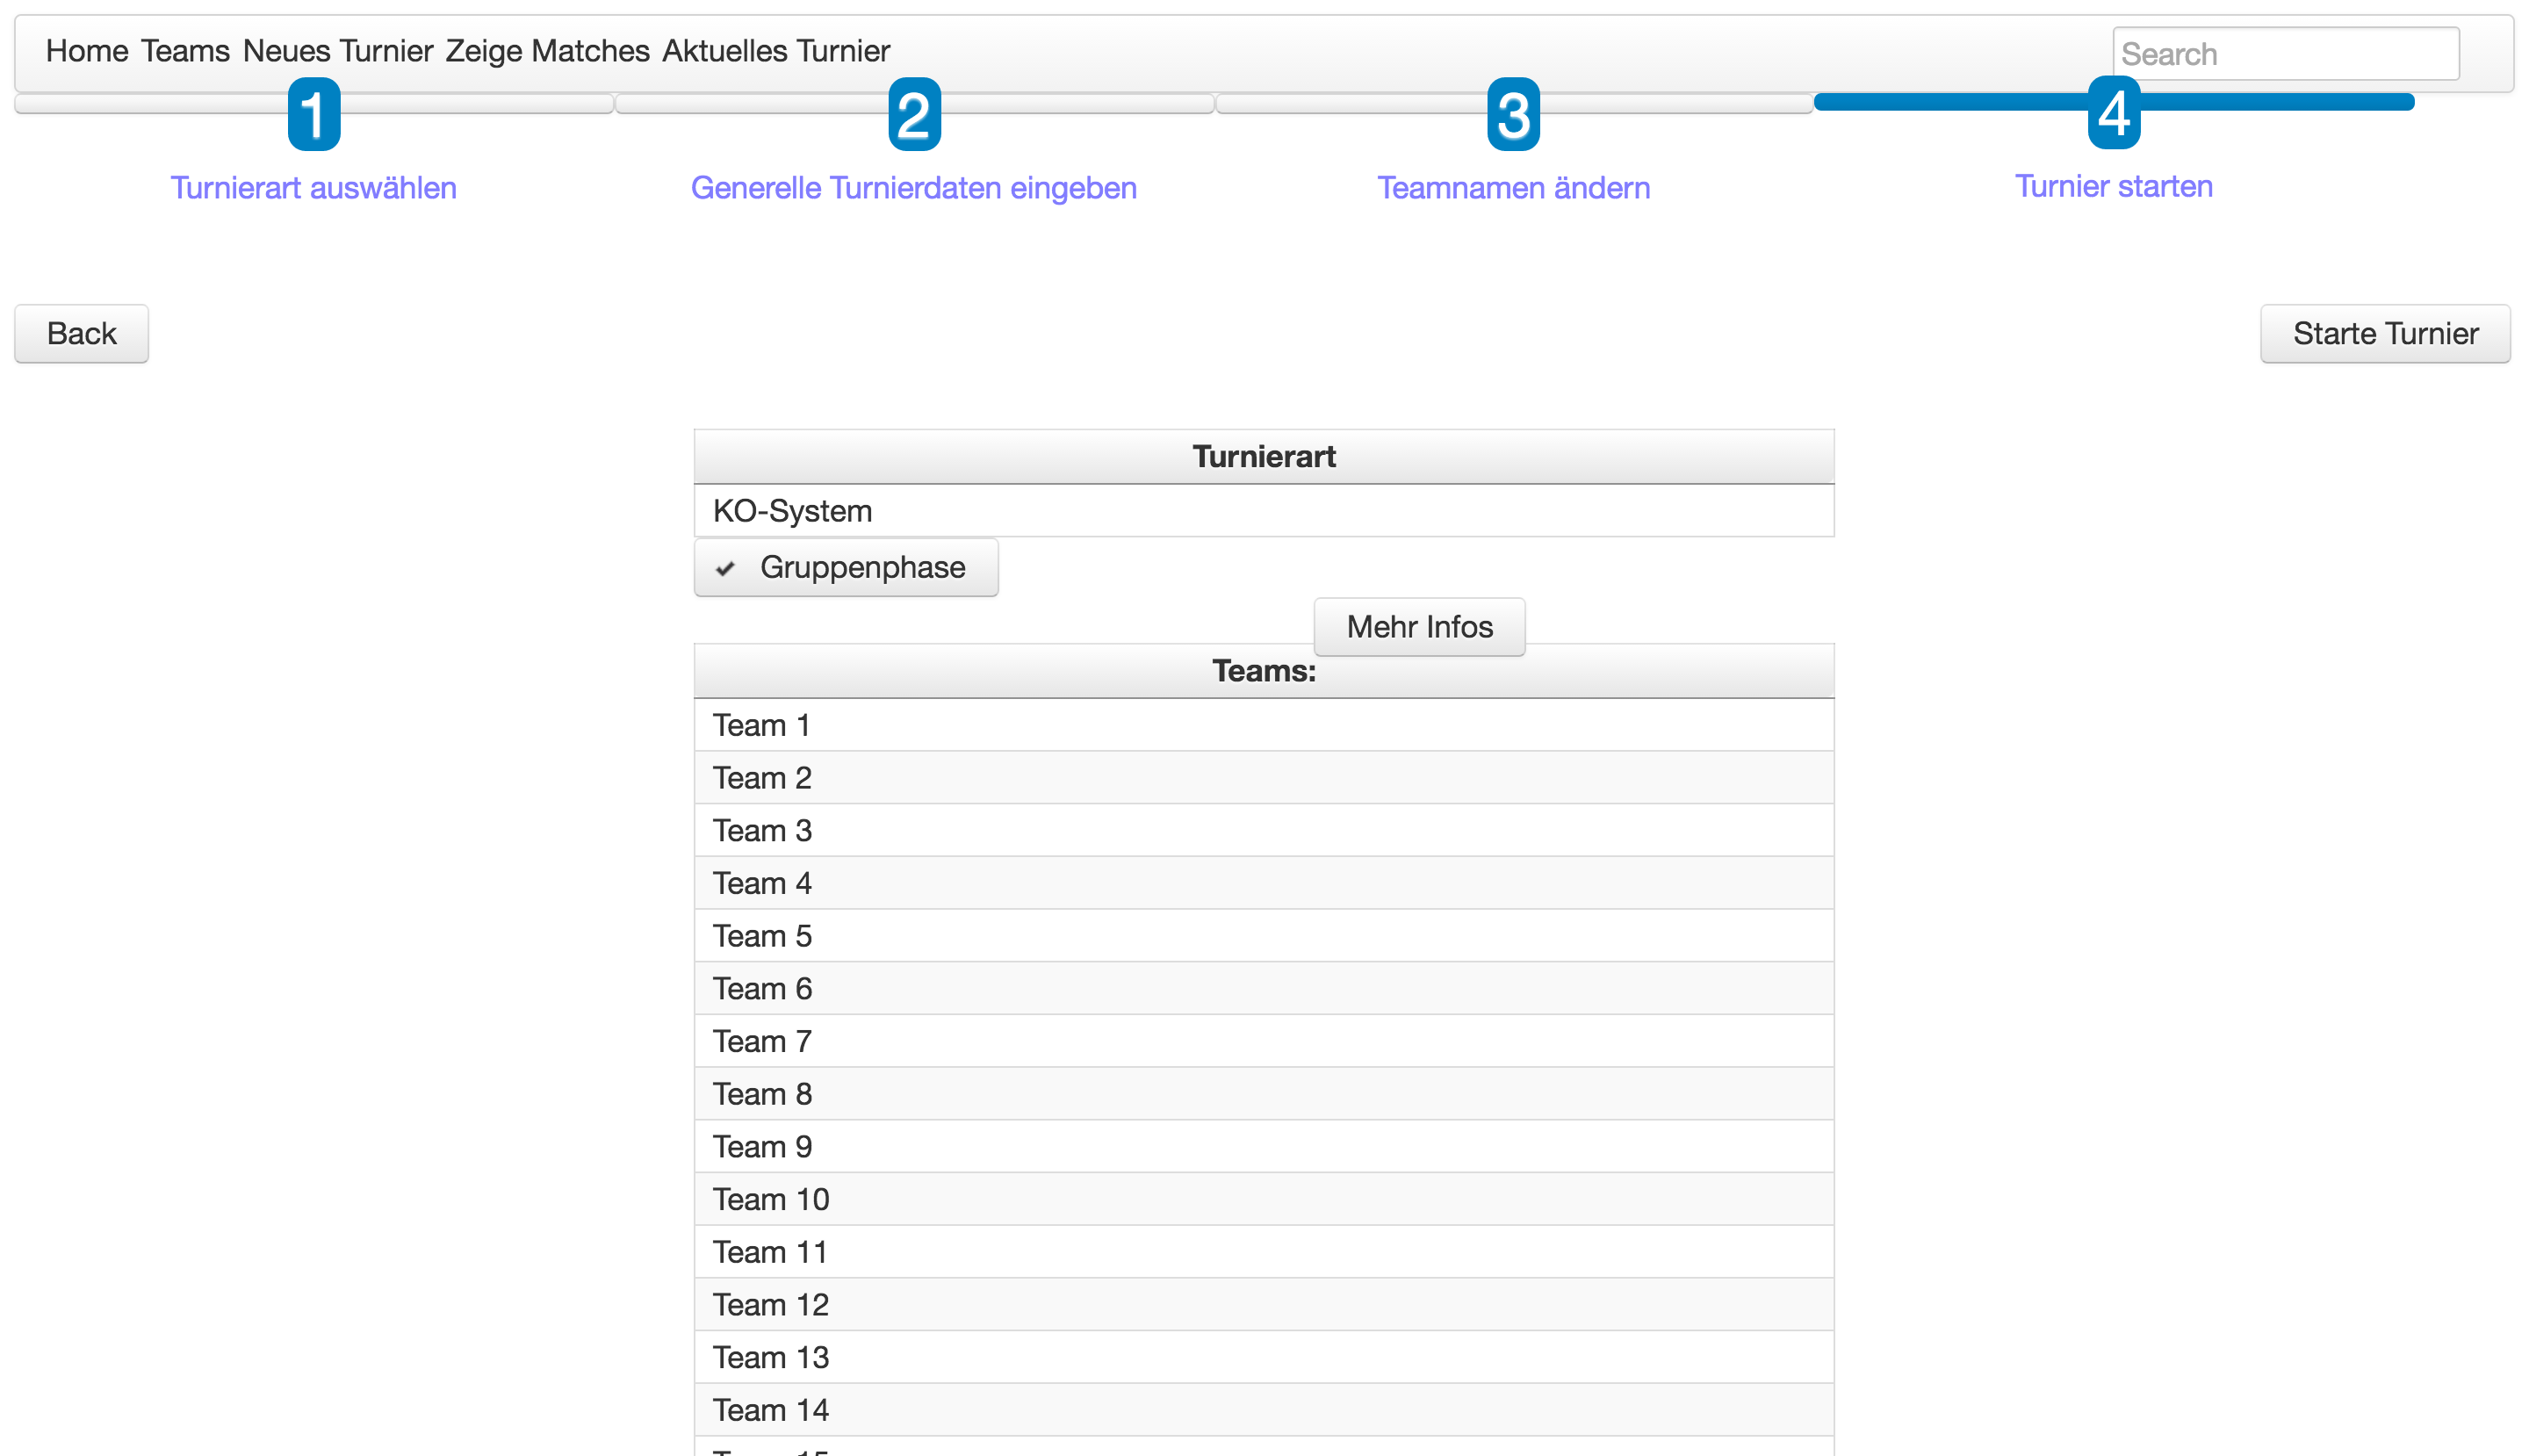 Home Teams Neues Turnier Zeige Matches Aktuelles Turnier Search
1 2 3 4
Turnierart auswählen Generelle Turnierdaten eingeben Teamnamen ändern Turnier starten
Back Starte Turnier
Turnierart
KO-System
Gruppenphase
Mehr Infos
Teams:
Team 1
Team 2
Team 3
Team 4
Team 5
Team 6
Team 7
Team 8
Team 9
Team 10
Team 11
Team 12
Team 13
Team 14